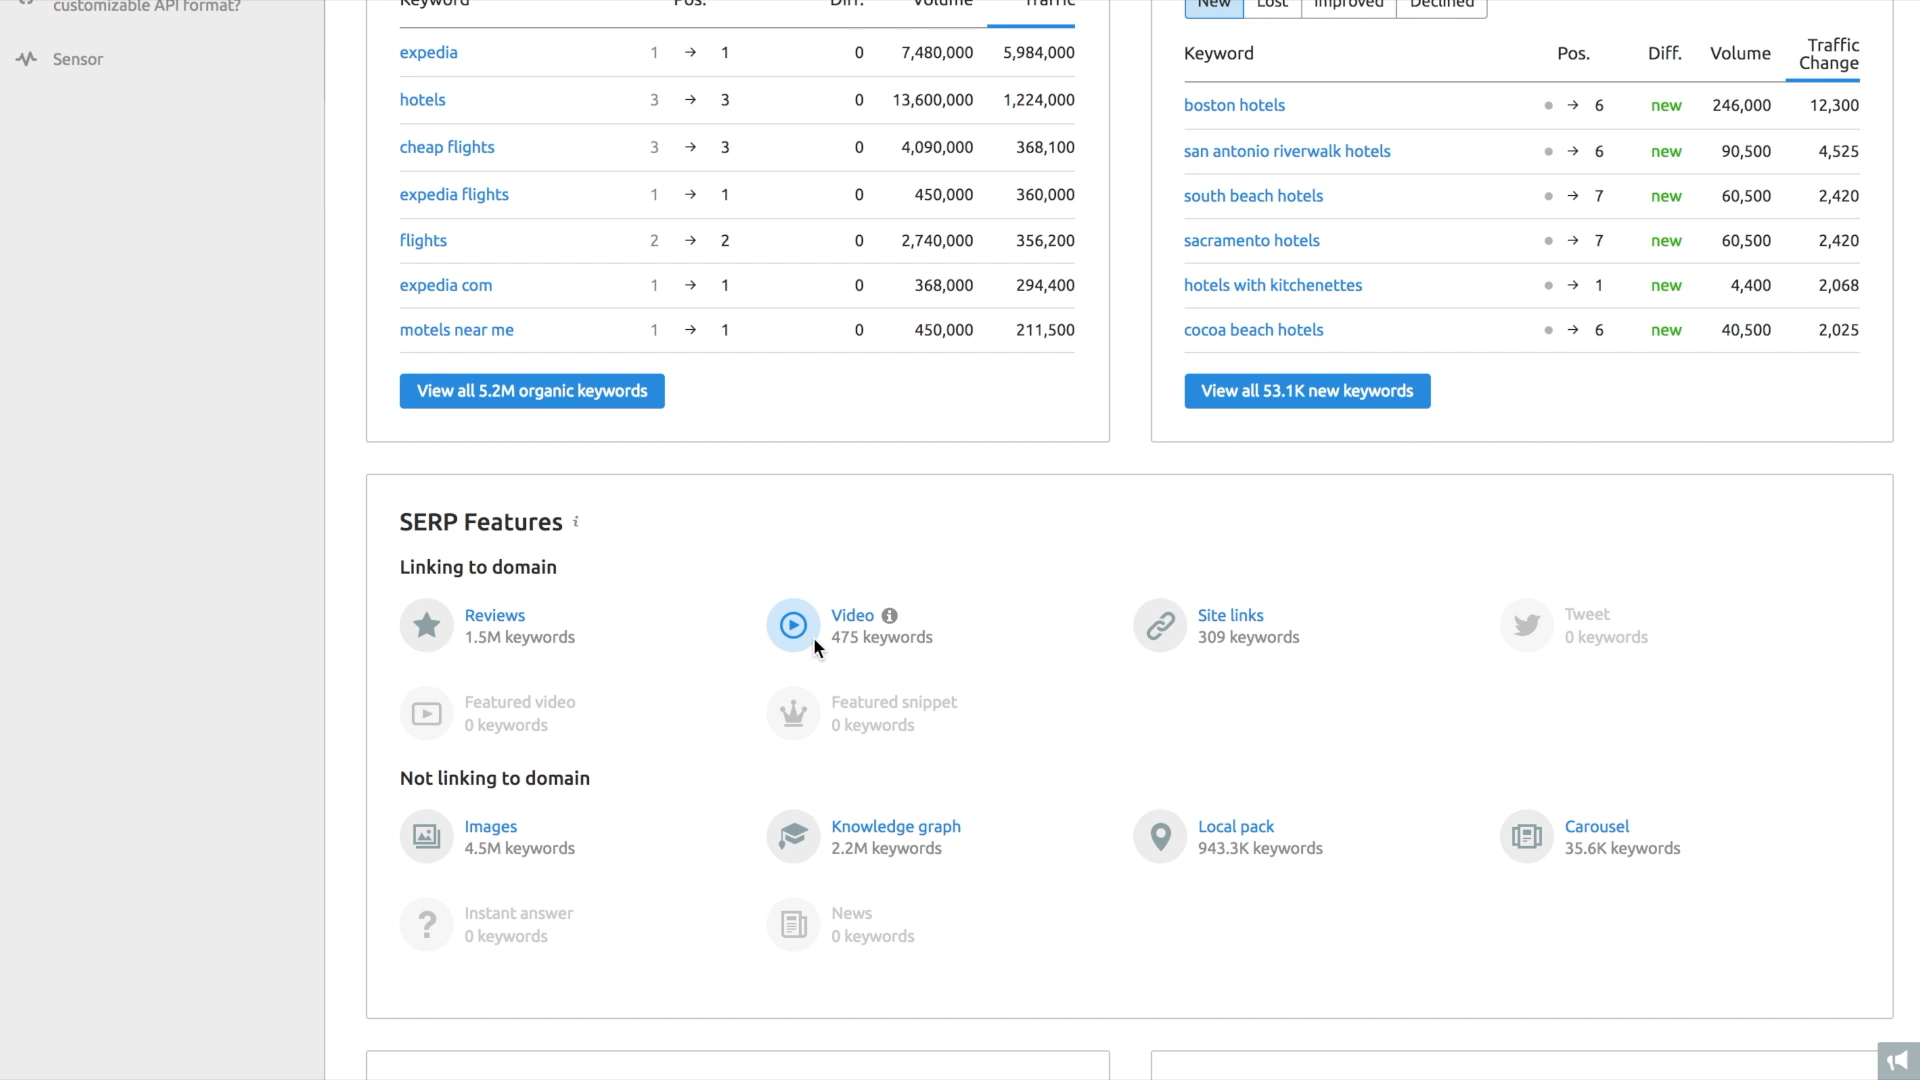 customizable API format?
Sensor
Keyword Pos. Diff. Volume Traffic
expedia 1 → 1 0 7,480,000 5,984,000
hotels 3 → 3 0 13,600,000 1,224,000
cheap flights 3 → 3 0 4,090,000 368,100
expedia flights 1 → 1 0 450,000 360,000
flights 2 → 2 0 2,740,000 356,200
expedia com 1 → 1 0 368,000 294,400
motels near me 1 → 1 0 450,000 211,500
View all 5.2M organic keywords
New Lost Improved Declined
Keyword Pos. Diff. Volume Traffic Change
boston hotels → 6 new 246,000 12,300
san antonio riverwalk hotels → 6 new 90,500 4,525
south beach hotels → 7 new 60,500 2,420
sacramento hotels → 7 new 60,500 2,420
hotels with kitchenettes → 1 new 4,400 2,068
cocoa beach hotels → 6 new 40,500 2,025
View all 53.1K new keywords
SERP Features i
Linking to domain
Reviews
1.5M keywords
Video
475 keywords
Site links
309 keywords
Tweet
0 keywords
Featured video
0 keywords
Featured snippet
0 keywords
Not linking to domain
Images
4.5M keywords
Knowledge graph
2.2M keywords
Local pack
943.3K keywords
Carousel
35.6K keywords
Instant answer
0 keywords
News
0 keywords